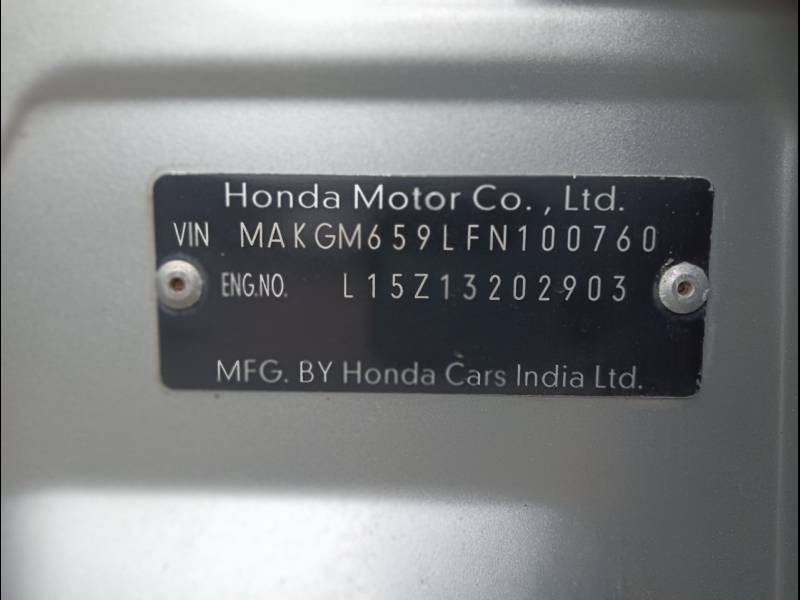 Honda Motor Co., Ltd.
VIN MAKGM659LFN100760
ENG.NO. L15Z13202903
MFG. BY Honda Cars India Ltd.